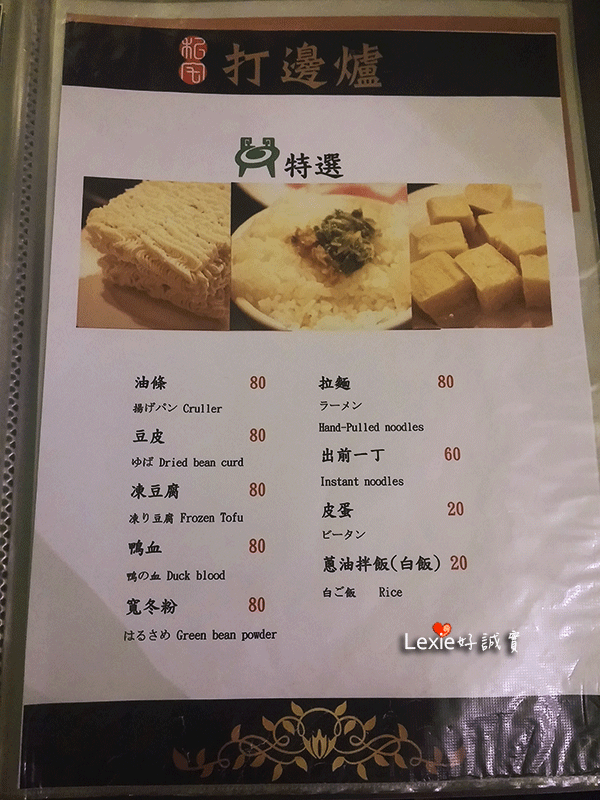 打邊爐
特選
油條 80
揚げパン Cruller
豆皮 80
ゆば Dried bean curd
凍豆腐 80
凍り豆腐 Frozen Tofu
鴨血 80
鴨の血 Duck blood
寬冬粉 80
はるさめ Green bean powder
拉麵 80
ラーメン
Hand-Pulled noodles
出前一丁 60
Instant noodles
皮蛋 20
ビータン
蔥油拌飯(白飯) 20
白ご飯 Rice
Lexie好誠實